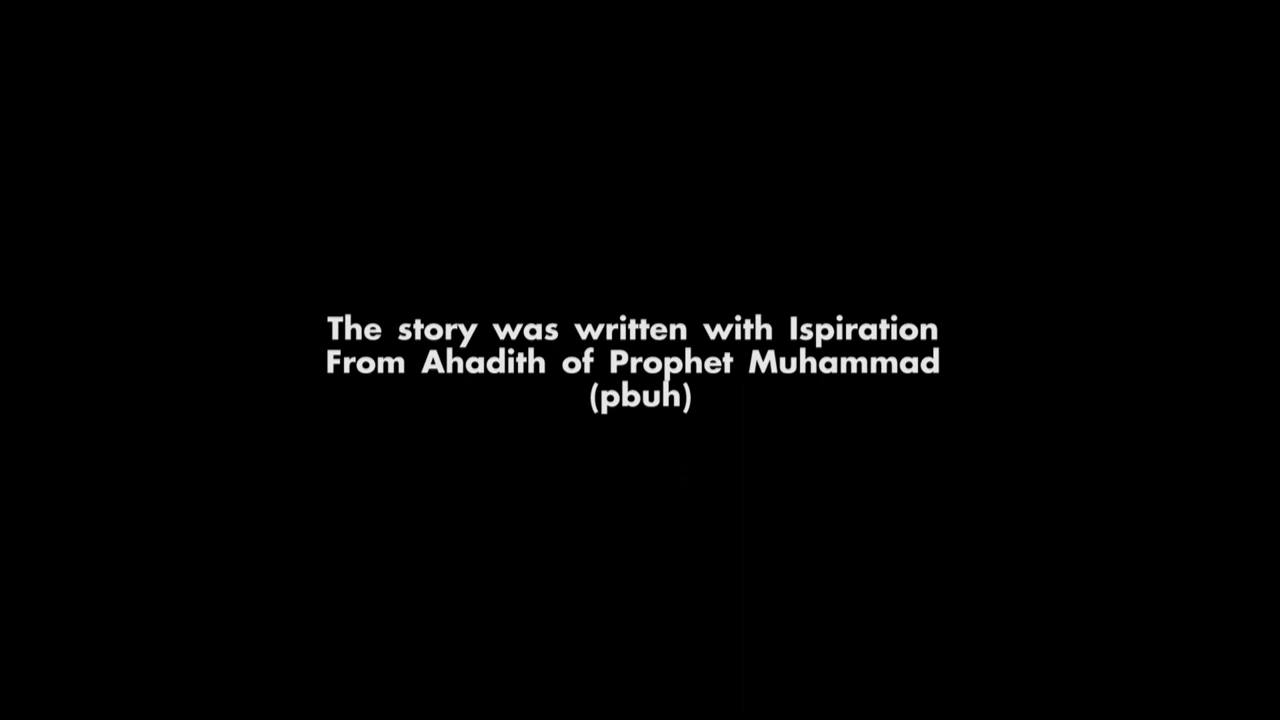 The story was written with Ispiration
From Ahadith of Prophet Muhammad
(pbuh)